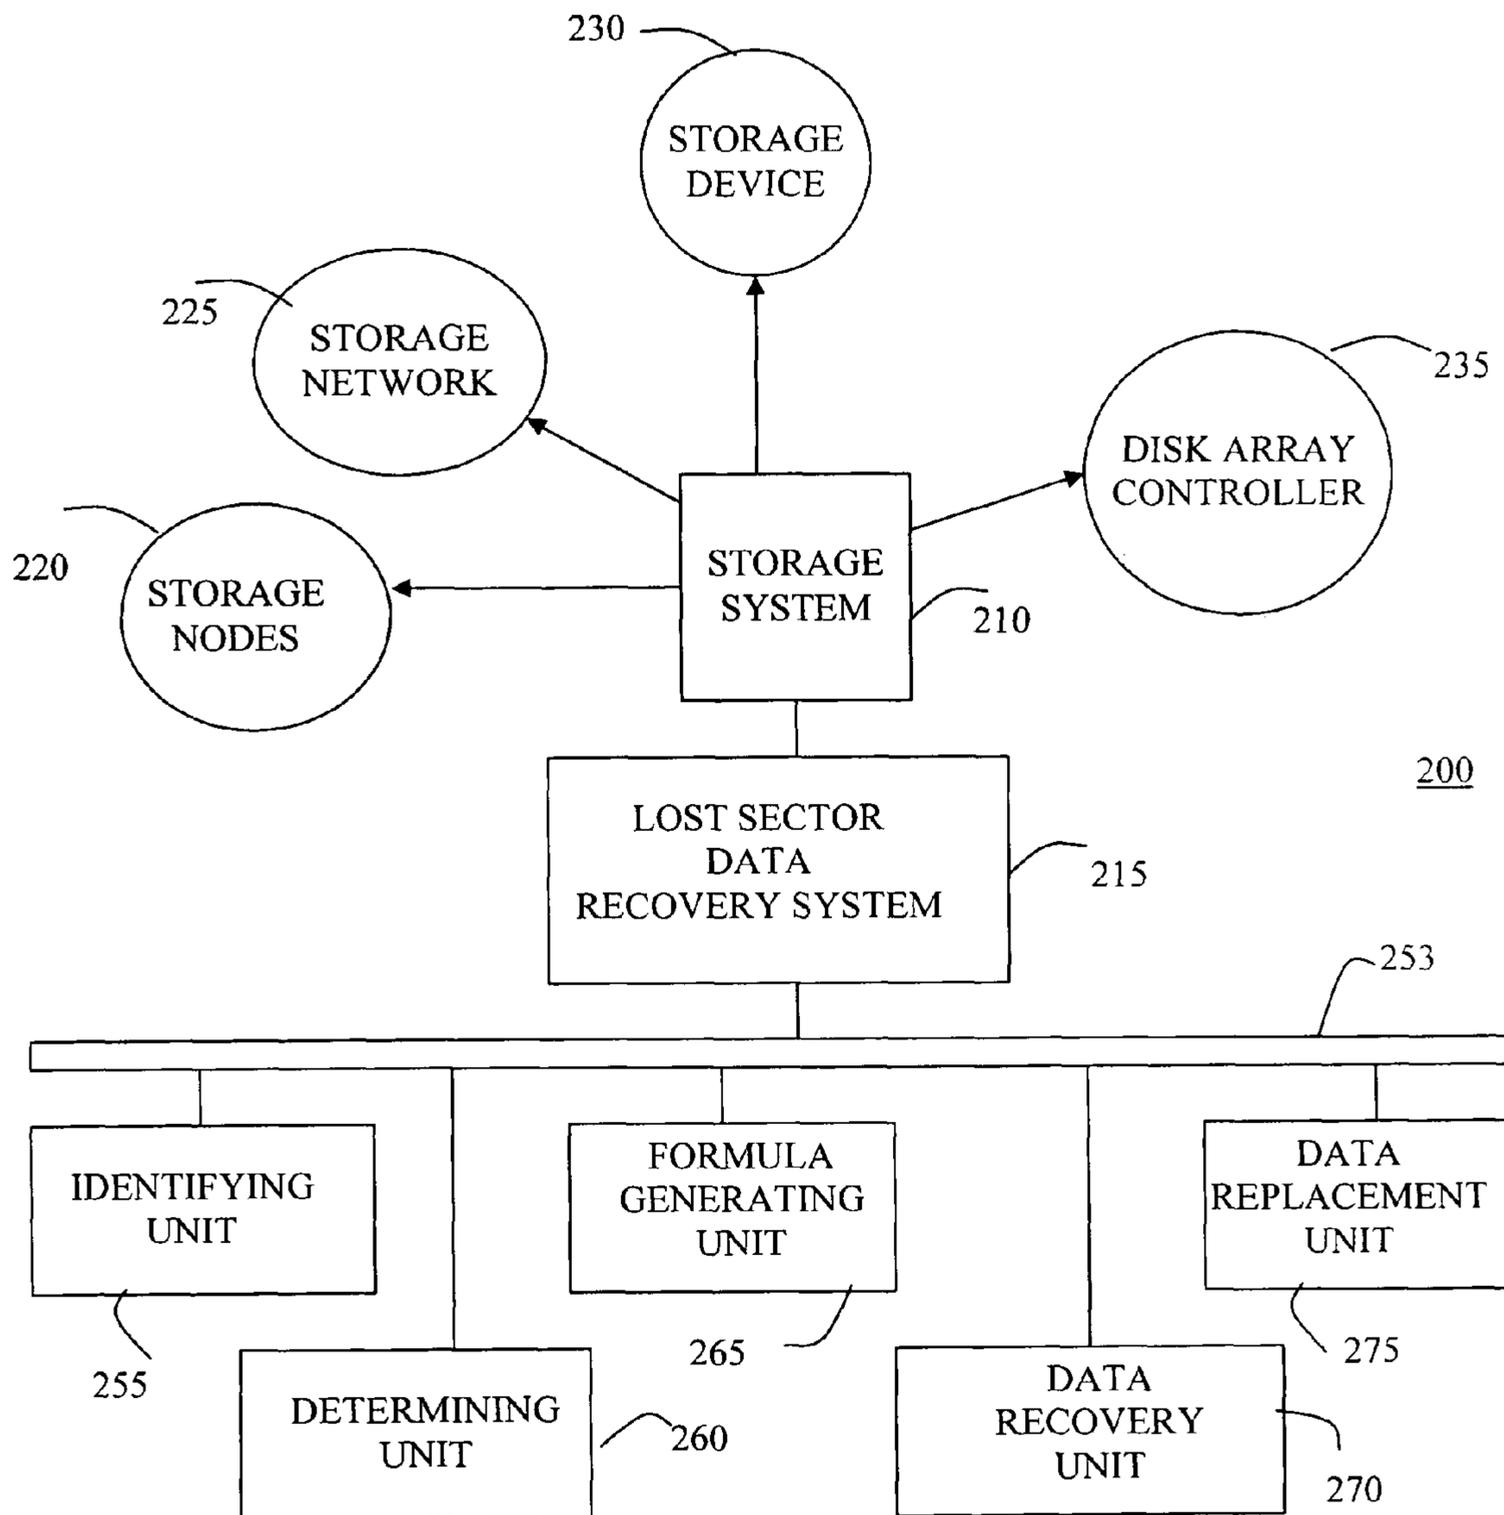 230
STORAGE
DEVICE
225
STORAGE
NETWORK
235
DISK ARRAY
CONTROLLER
220
STORAGE
NODES
STORAGE
SYSTEM
210
200
LOST SECTOR
DATA
RECOVERY SYSTEM
215
253
IDENTIFYING
UNIT
255
FORMULA
GENERATING
UNIT
265
DATA
REPLACEMENT
UNIT
275
DETERMINING
UNIT
260
DATA
RECOVERY
UNIT
270